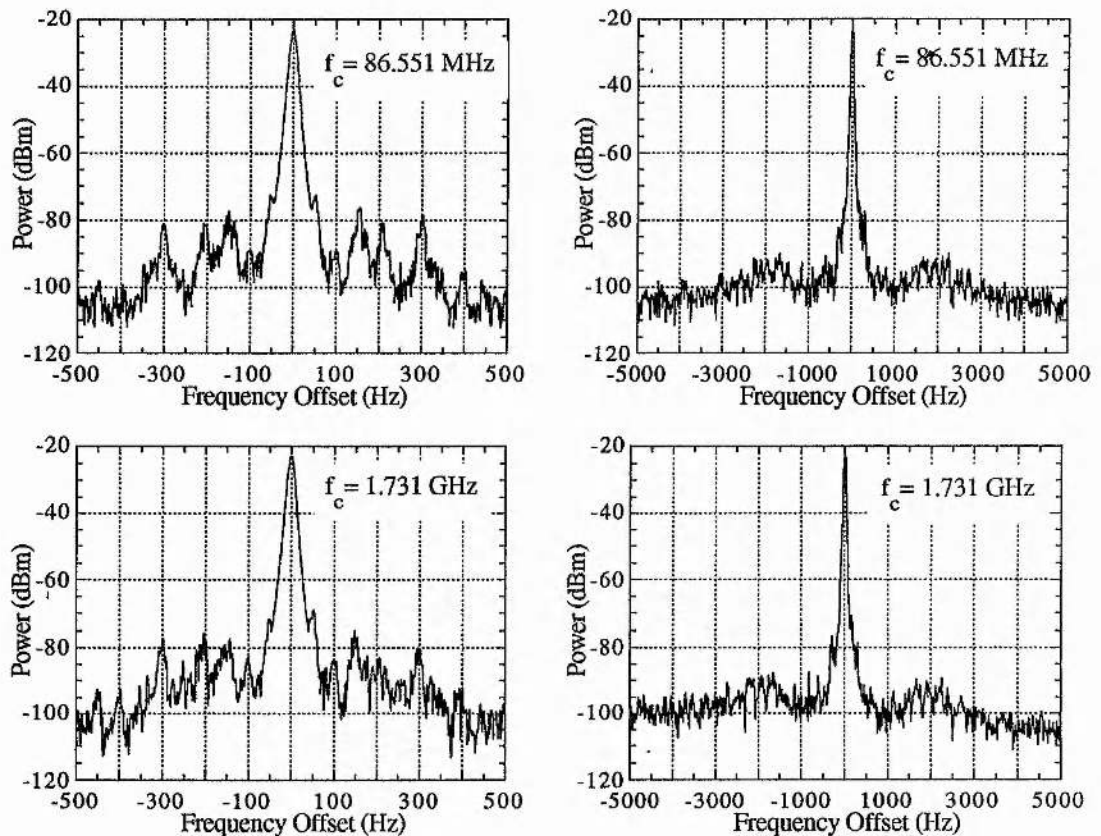 -20
-40
-60
-80
-100
-120
Power (dBm)
f_c = 86.551 MHz
-500 -300 -100 100 300 500
Frequency Offset (Hz)
-20
-40
-60
-80
-100
-120
Power (dBm)
f_c = 86.551 MHz
-5000 -3000 -1000 1000 3000 5000
Frequency Offset (Hz)
-20
-40
-60
-80
-100
-120
Power (dBm)
f_c = 1.731 GHz
-500 -300 -100 100 300 500
Frequency Offset (Hz)
-20
-40
-60
-80
-100
-120
Power (dBm)
f_c = 1.731 GHz
-5000 -3000 -1000 1000 3000 5000
Frequency Offset (Hz)